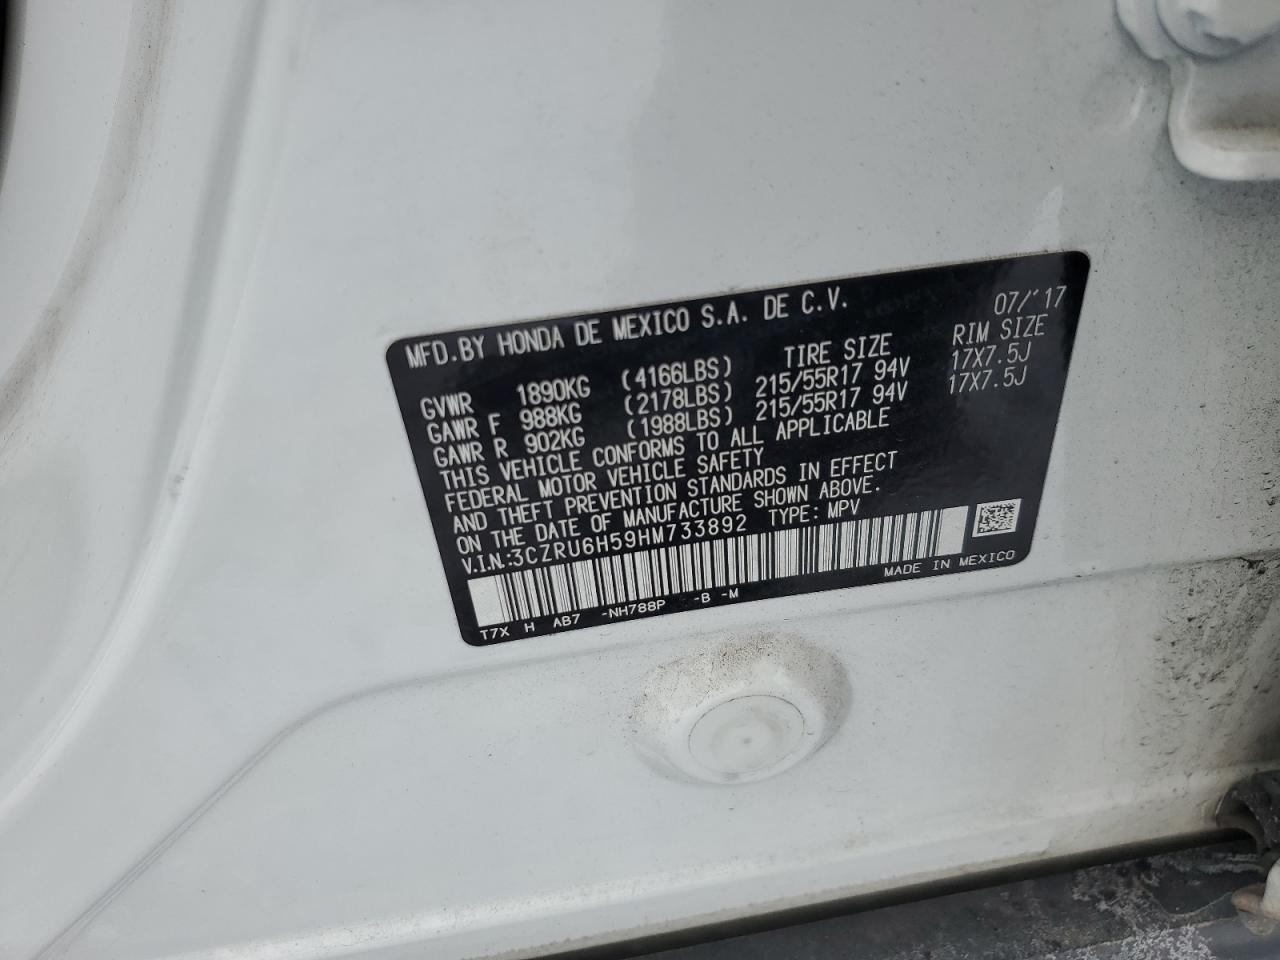 MFD.BY HONDA DE MEXICO S.A. DE C.V. 07/'17
TIRE SIZE RIM SIZE
GVWR 1890KG (4166LBS) 215/55R17 94V 17X7.5J
GAWR F 988KG (2178LBS) 215/55R17 94V 17X7.5J
GAWR R 902KG (1988LBS)
THIS VEHICLE CONFORMS TO ALL APPLICABLE
FEDERAL MOTOR VEHICLE SAFETY
AND THEFT PREVENTION STANDARDS IN EFFECT
ON THE DATE OF MANUFACTURE SHOWN ABOVE.
V.I.N.:3CZRU6H59HM733892 TYPE: MPV
MADE IN MEXICO
T7X H AB7 -NH788P -B -M